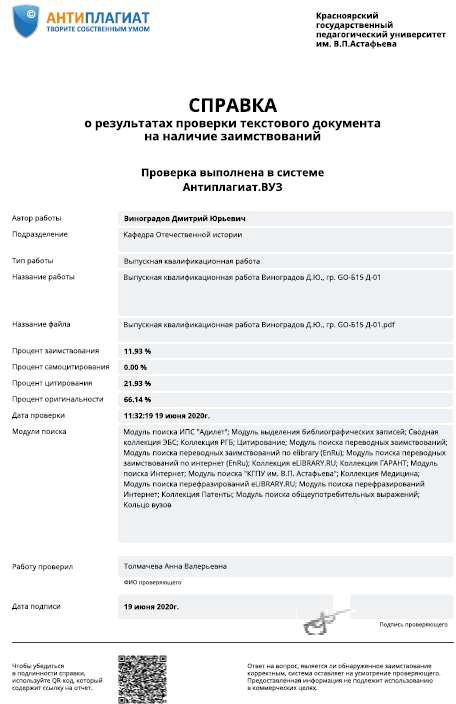 АНТИПЛАГИАТ
ТВОРИТЕ СОБСТВЕННЫМ УМОМ
Красноярский
государственный
педагогический университет
им. В.П.Астафьева
СПРАВКА
о результатах проверки текстового документа
на наличие заимствований
Проверка выполнена в системе
Антиплагиат.ВУЗ
Автор работы Виноградов Дмитрий Юрьевич
Подразделение Кафедра Отечественной истории
Тип работы Выпускная квалификационная работа
Название работы Выпускная квалификационная работа Виноградов Д.Ю., гр. GO-Б15 Д-01
Название файла Выпускная квалификационная работа Виноградов Д.Ю., гр. GO-Б15 Д-01.pdf
Процент заимствования 11.93 %
Процент самоцитирования 0.00 %
Процент цитирования 21.93 %
Процент оригинальности 66.14 %
Дата проверки 11:32:19 19 июня 2020г.
Модули поиска Модуль поиска ИПС "Адилет"; Модуль выделения библиографических записей; Сводная
коллекция ЭБС; Коллекция РГБ; Цитирование; Модуль поиска переводных заимствований;
Модуль поиска переводных заимствований по elibrary (EnRu); Модуль поиска переводных
заимствований по интернет (EnRu); Коллекция eLIBRARY.RU; Коллекция ГАРАНТ; Модуль
поиска Интернет; Модуль поиска "КГПУ им. В.П. Астафьева"; Коллекция Медицина;
Модуль поиска перефразирований eLIBRARY.RU; Модуль поиска перефразирований
Интернет; Коллекция Патенты; Модуль поиска общеупотребительных выражений;
Кольцо вузов
Работу проверил Толмачева Анна Валерьевна
ФИО проверяющего
Дата подписи 19 июня 2020г.
Подпись проверяющего
Чтобы убедиться
в подлинности справки,
используйте QR-код, который
содержит ссылку на отчет.
Ответ на вопрос, является ли обнаруженное заимствование
корректным, система оставляет на усмотрение проверяющего.
Предоставленная информация не подлежит использованию
в коммерческих целях.